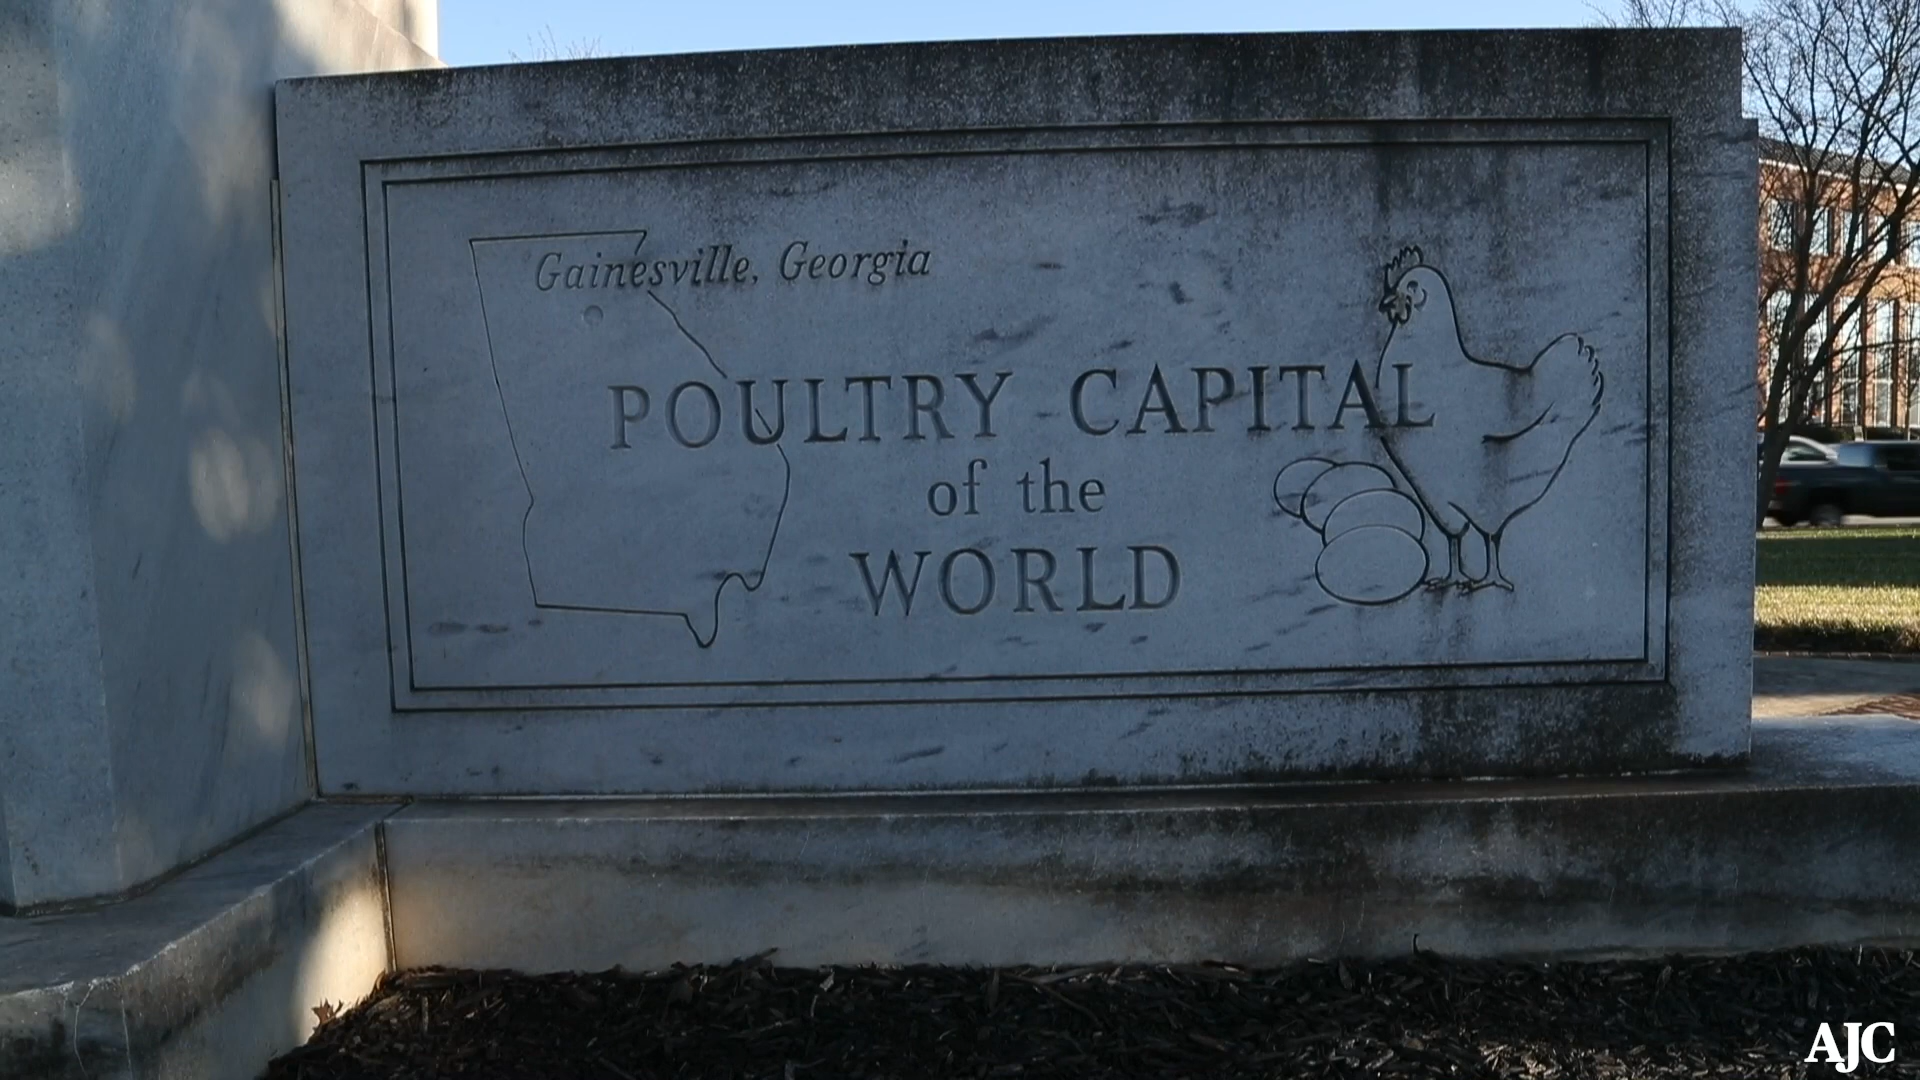 Gainesville, Georgia
POULTRY CAPITAL
of the
WORLD
AJC